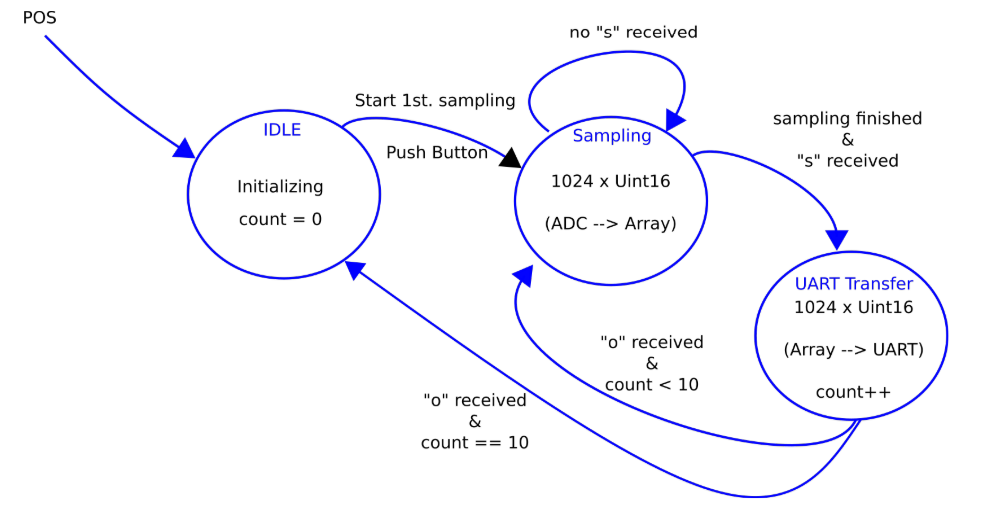 POS
no "s" received
Start 1st. sampling
Push Button
IDLE
Initializing
count = 0
Sampling
1024 x Uint16
(ADC --> Array)
sampling finished
&
"s" received
UART Transfer
1024 x Uint16
(Array --> UART)
count++
"o" received
&
count < 10
"o" received
&
count == 10